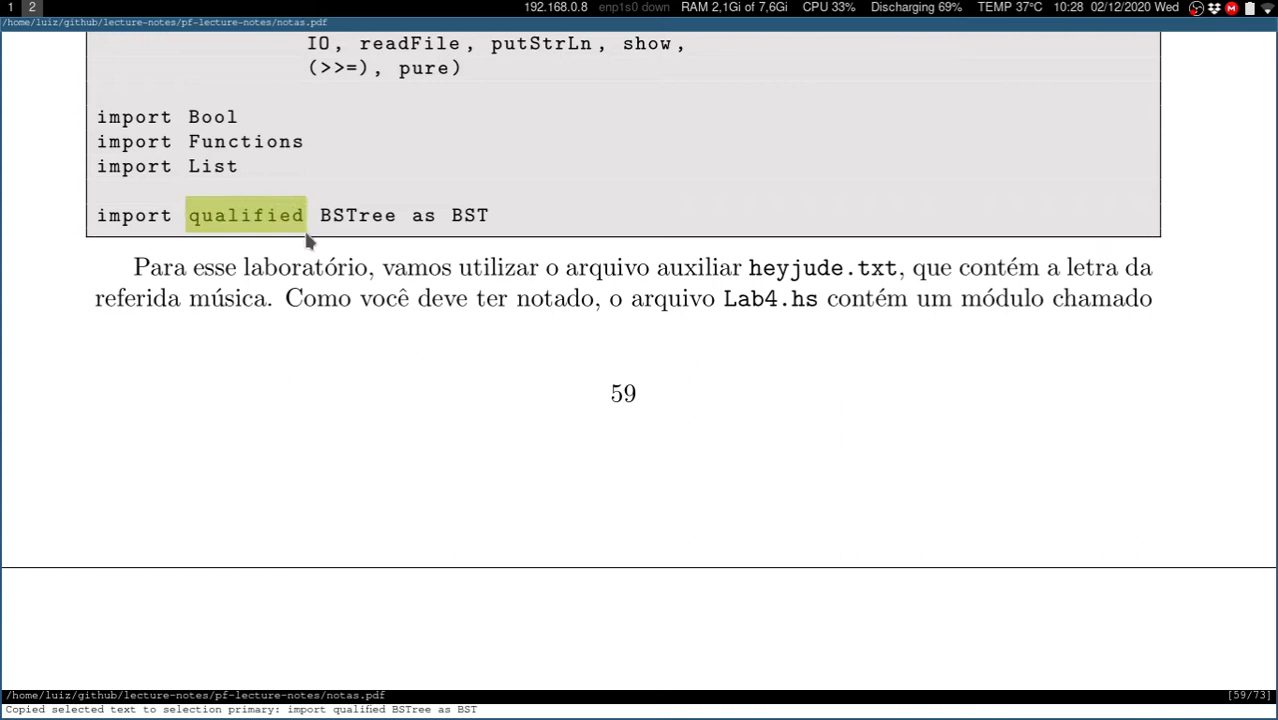 1 2 192.168.0.8 enp1s0 down RAM 2,1Gi of 7,6Gi CPU 33% Discharging 69% TEMP 37°C 10:28 02/12/2020 Wed
/home/luiz/github/lecture-notes/pf-lecture-notes/notas.pdf
IO, readFile, putStrLn, show,
(>>=), pure)
import Bool
import Functions
import List
import qualified BSTree as BST
Para esse laboratório, vamos utilizar o arquivo auxiliar heyjude.txt, que contém a letra da
referida música. Como você deve ter notado, o arquivo Lab4.hs contém um módulo chamado
59
/home/luiz/github/lecture-notes/pf-lecture-notes/notas.pdf [59/73]
Copied selected text to selection primary: import qualified BSTree as BST